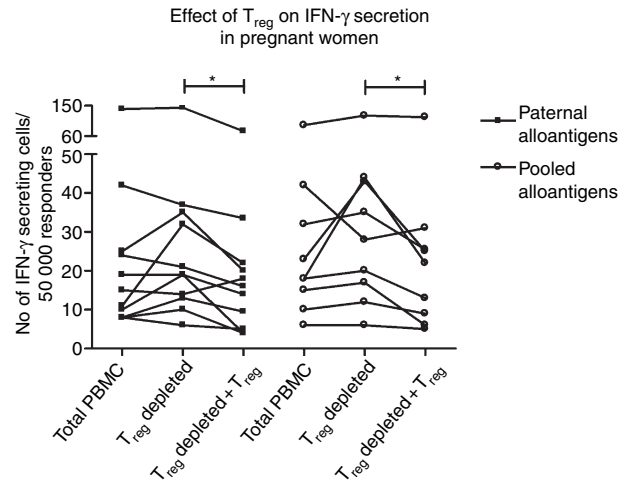 Effect of Treg on IFN-γ secretion
in pregnant women
*
*
150
60
50
40
30
20
10
0
No of IFN-γ secreting cells/
50 000 responders
Total PBMC
Treg depleted
Treg depleted + Treg
Total PBMC
Treg depleted
Treg depleted + Treg
Paternal
alloantigens
Pooled
alloantigens